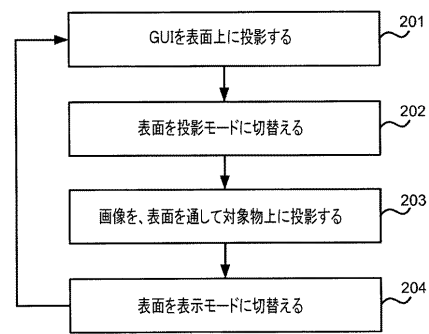 GUIを表面上に投影する
201
表面を投影モードに切替える
202
画像を、表面を通して対象物上に投影する
203
表面を表示モードに切替える
204